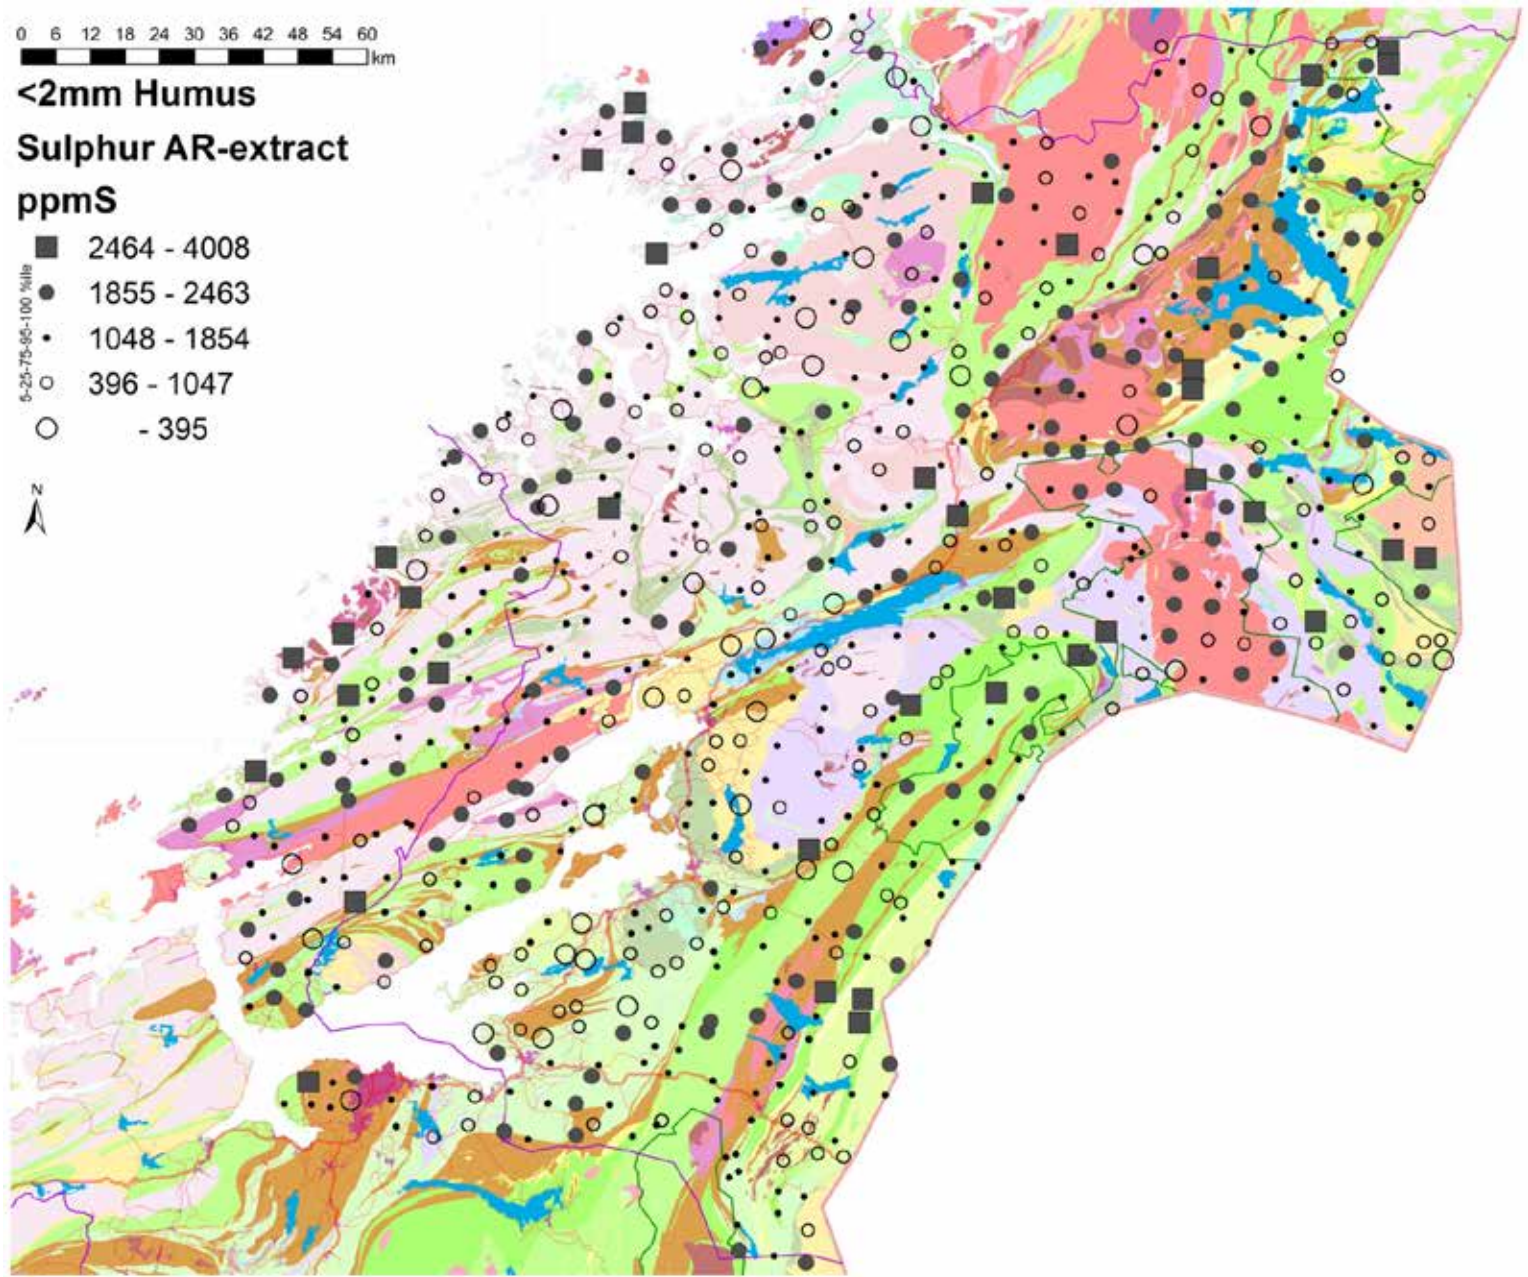 0 6 12 18 24 30 36 42 48 54 60
km
<2mm Humus
Sulphur AR-extract
ppmS
2464 - 4008
1855 - 2463
1048 - 1854
396 - 1047
- 395
5-25-75-95-100 %ile
N